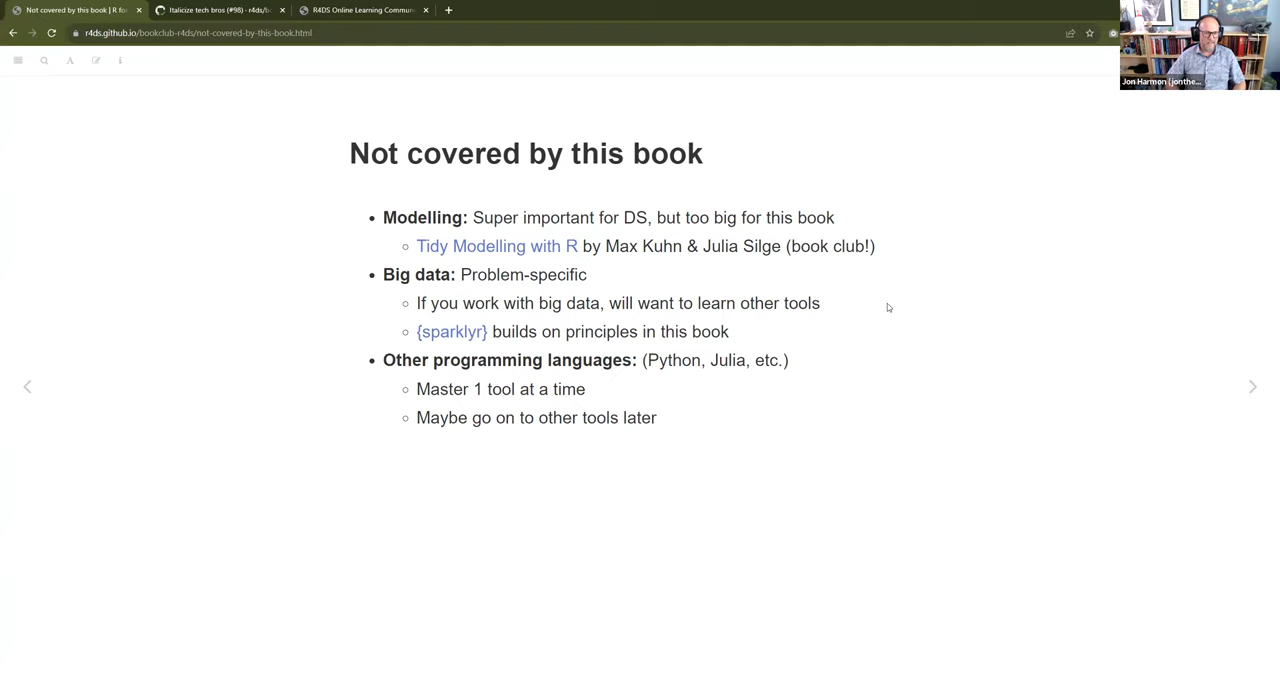 Not covered by this book | R fo
Italicize tech bros (#98) · r4ds/bo
R4DS Online Learning Commun
r4ds.github.io/bookclub-r4ds/not-covered-by-this-book.html
Jon Harmon (jonthe...
Not covered by this book
• Modelling: Super important for DS, but too big for this book
○ Tidy Modelling with R by Max Kuhn & Julia Silge (book club!)
• Big data: Problem-specific
○ If you work with big data, will want to learn other tools
○ {sparklyr} builds on principles in this book
• Other programming languages: (Python, Julia, etc.)
○ Master 1 tool at a time
○ Maybe go on to other tools later